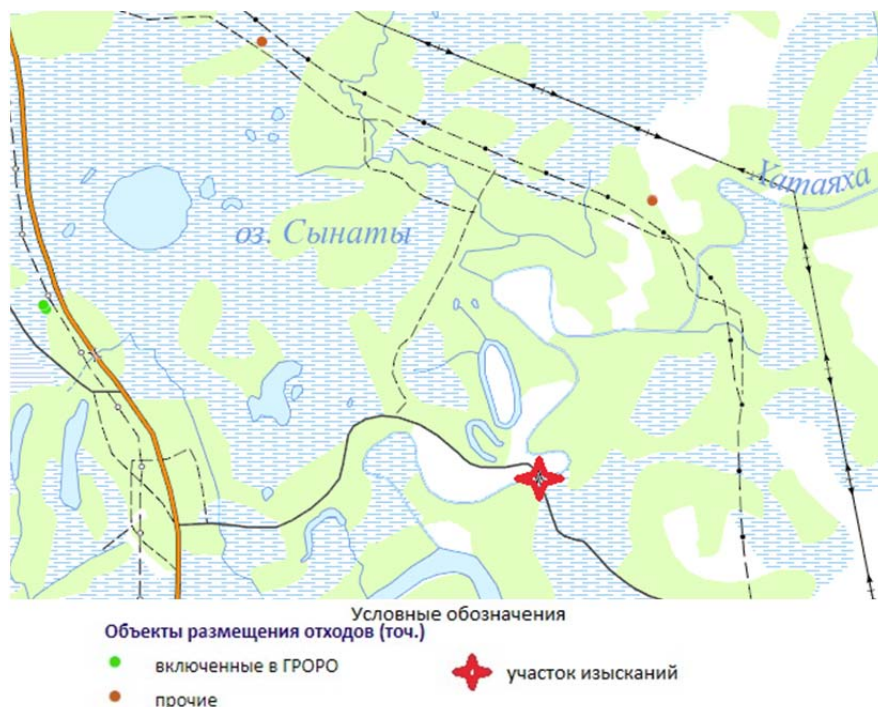 Хатаяха
оз. Сынаты
Условные обозначения
Объекты размещения отходов (точ.)
включенные в ГРОРО
участок изысканий
прочие